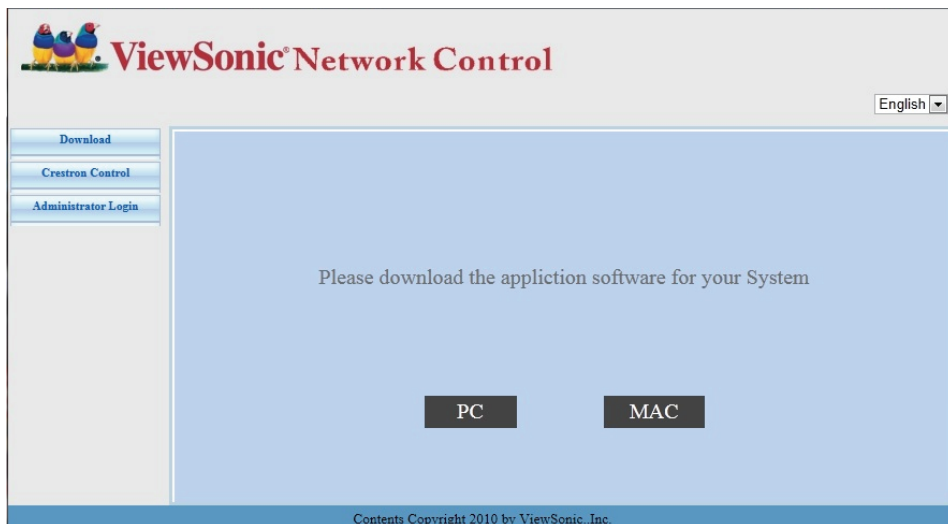 ViewSonic® Network Control
English
Download
Crestron Control
Administrator Login
Please download the appliction software for your System
PC
MAC
Contents Copyright 2010 by ViewSonic.,Inc.